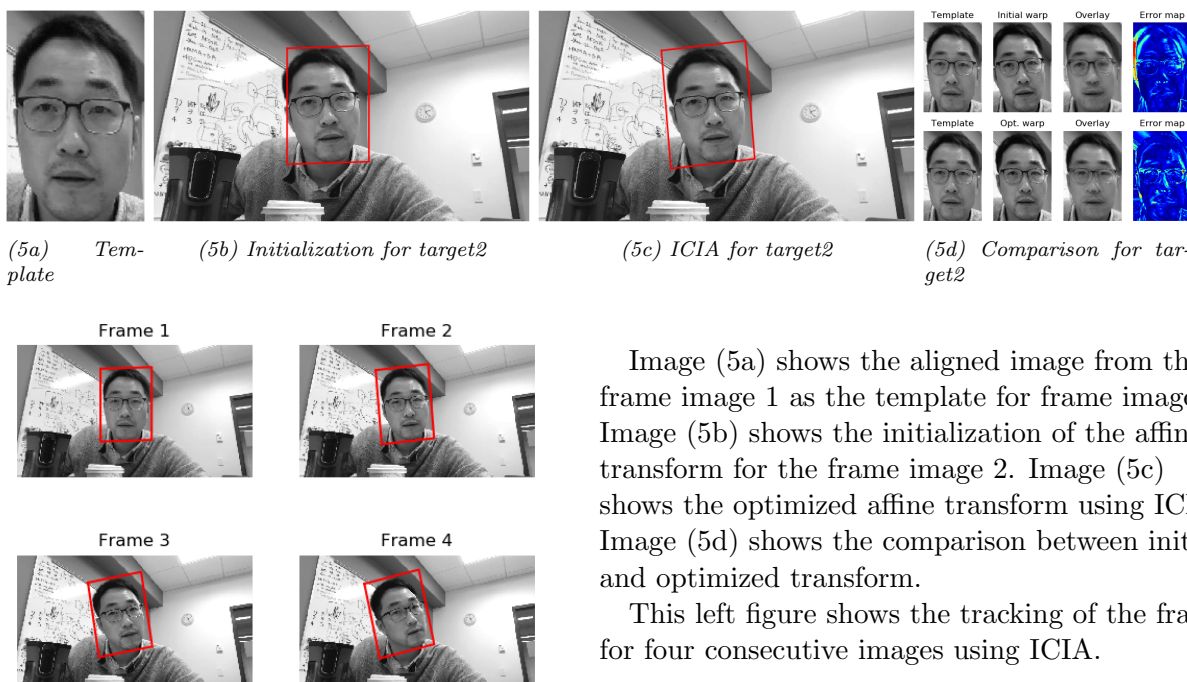 Template Initial warp Overlay Error map
Template Opt. warp Overlay Error map
(5a) Tem-
plate
(5b) Initialization for target2
(5c) ICIA for target2
(5d) Comparison for tar-
get2
Frame 1
Frame 2
Frame 3
Frame 4
Image (5a) shows the aligned image from th
frame image 1 as the template for frame image
Image (5b) shows the initialization of the affin
transform for the frame image 2. Image (5c)
shows the optimized affine transform using ICI
Image (5d) shows the comparison between init
and optimized transform.
This left figure shows the tracking of the fra
for four consecutive images using ICIA.